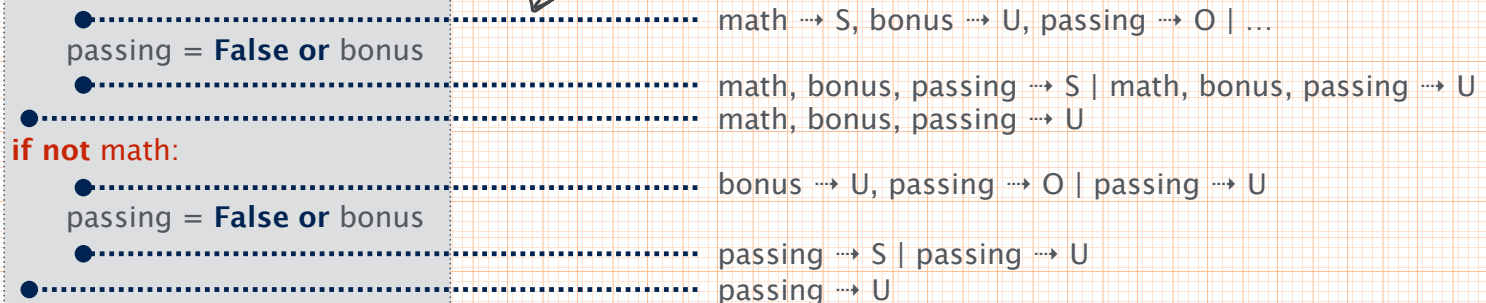 math ⤑ S, bonus ⤑ U, passing ⤑ O | ...
passing = False or bonus
math, bonus, passing ⤑ S | math, bonus, passing ⤑ U
math, bonus, passing ⤑ U
if not math:
bonus ⤑ U, passing ⤑ O | passing ⤑ U
passing = False or bonus
passing ⤑ S | passing ⤑ U
passing ⤑ U